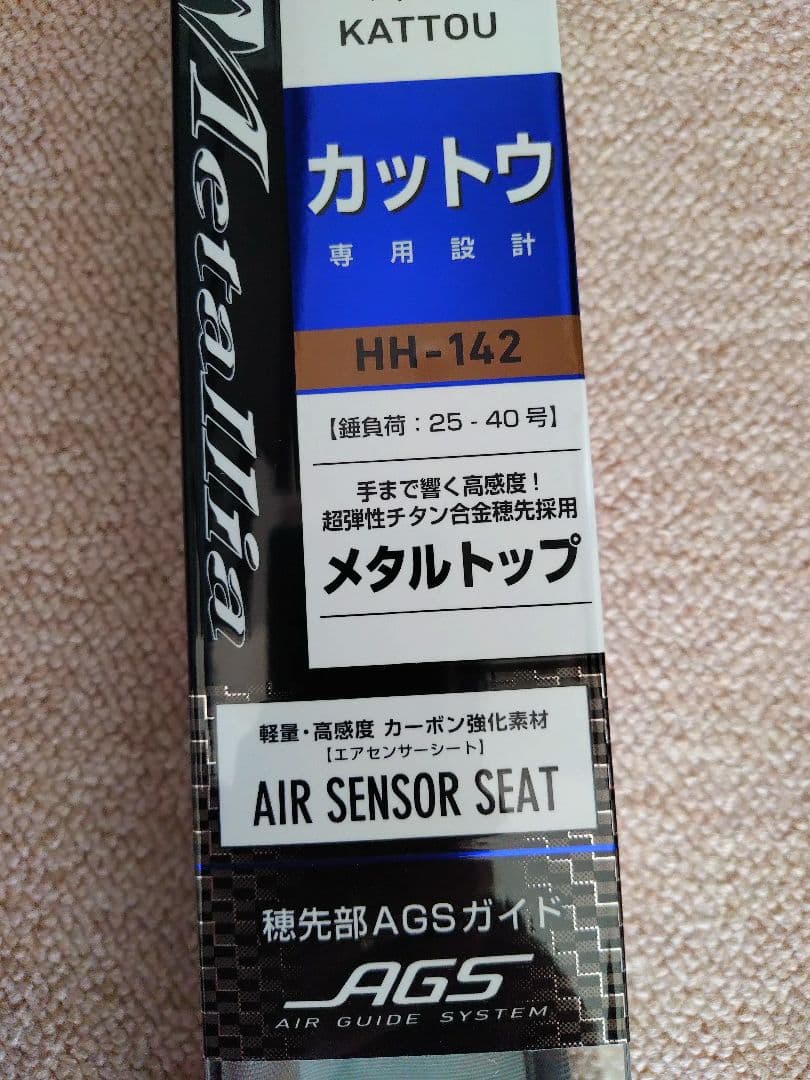 Metallia
KATTOU
カットウ
専用設計
HH-142
【錘負荷：25-40号】
手まで響く高感度！
超弾性チタン合金穂先採用
メタルトップ
軽量・高感度 カーボン強化素材
【エアセンサーシート】
AIR SENSOR SEAT
穂先部AGSガイド
AGS
AIR GUIDE SYSTEM